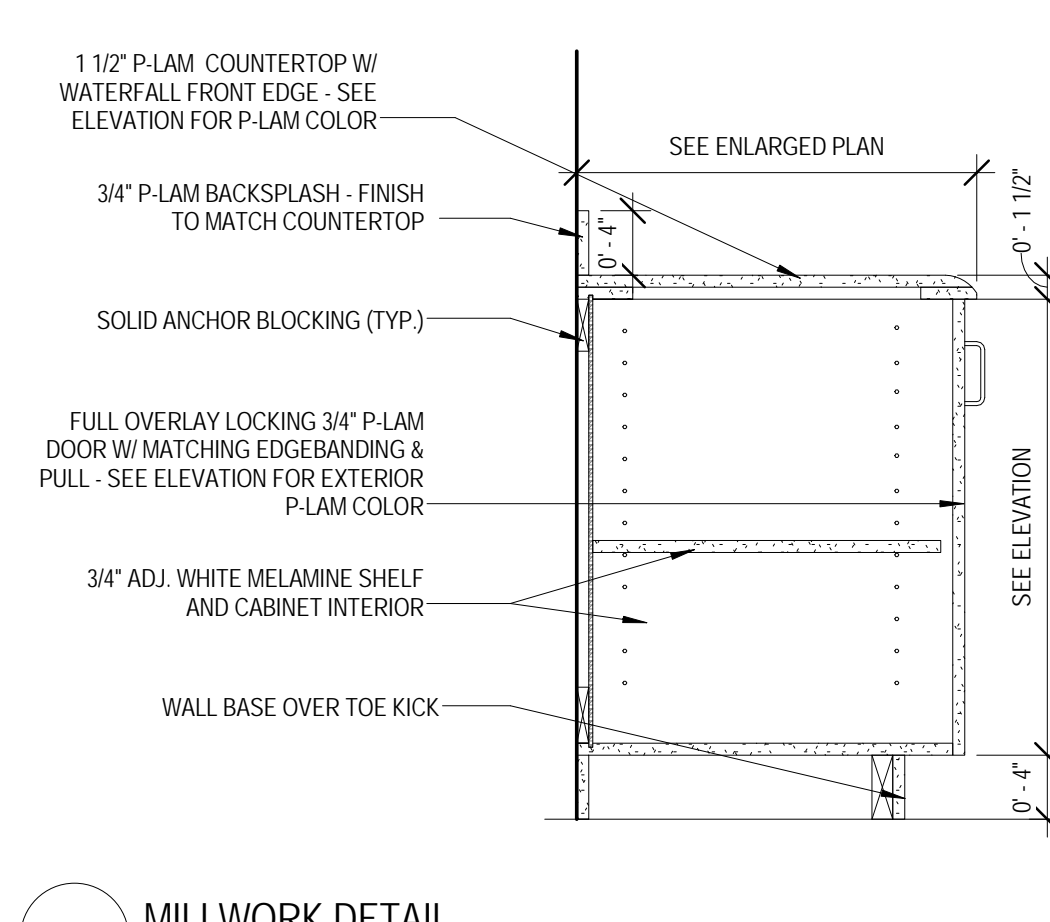 1 1/2" P-LAM COUNTERTOP W/
WATERFALL FRONT EDGE - SEE
ELEVATION FOR P-LAM COLOR
SEE ENLARGED PLAN
3/4" P-LAM BACKSPLASH - FINISH
TO MATCH COUNTERTOP
0' - 4"
0' - 1 1/2"
SOLID ANCHOR BLOCKING (TYP.)
FULL OVERLAY LOCKING 3/4" P-LAM
DOOR W/ MATCHING EDGEBANDING &
PULL - SEE ELEVATION FOR EXTERIOR
P-LAM COLOR
SEE ELEVATION
3/4" ADJ. WHITE MELAMINE SHELF
AND CABINET INTERIOR
WALL BASE OVER TOE KICK
0' - 4"
MILLWORK DETAIL